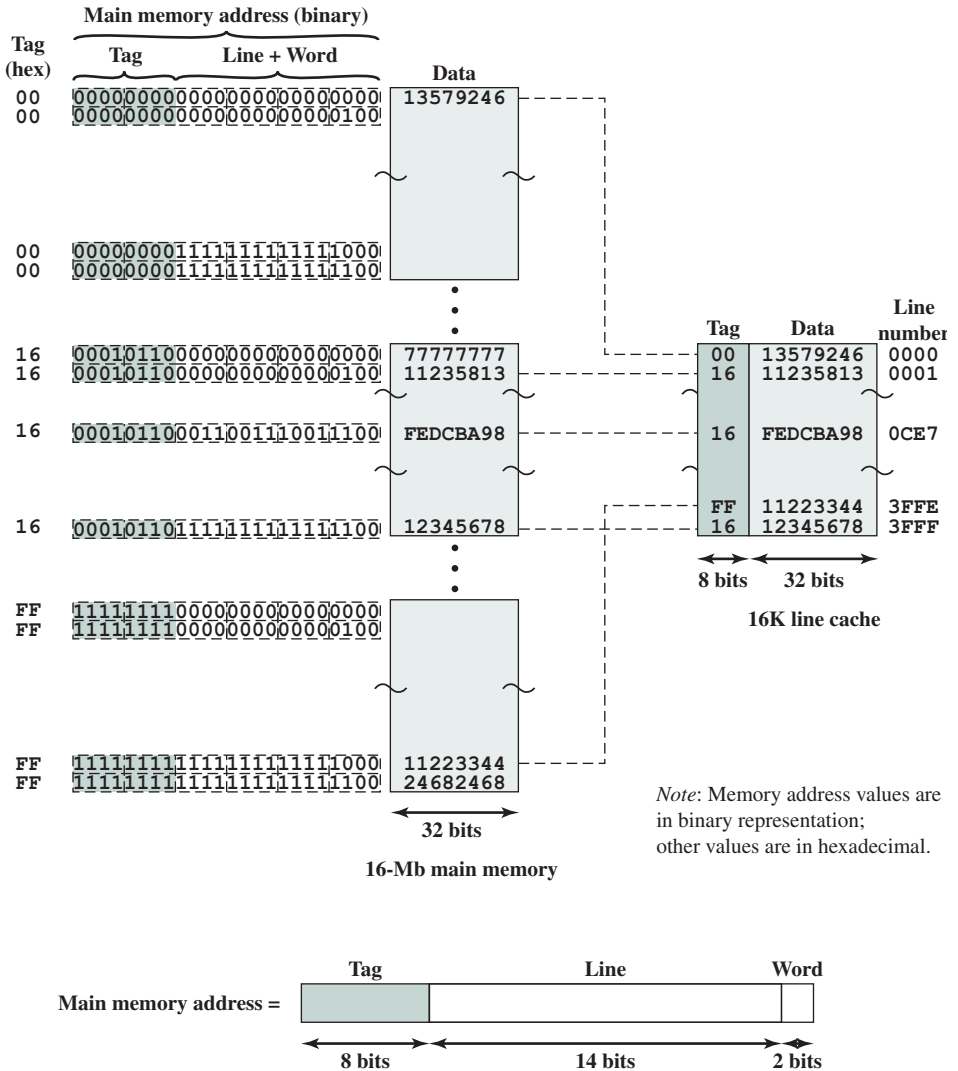 Main memory address (binary)
Tag
(hex)
Tag
Line + Word
Data
00 000000000000000000000000 13579246
00 000000000000000000000100
00 000000001111111111111000
00 000000001111111111111100
Line
Tag Data number
16 000101100000000000000000 77777777 00 13579246 0000
16 000101100000000000000100 11235813 16 11235813 0001
16 000101100011001110011100 FEDCBA98 16 FEDCBA98 0CE7
FF 11223344 3FFE
16 000101101111111111111100 12345678 16 12345678 3FFF
8 bits 32 bits
16K line cache
FF 111111110000000000000000
FF 111111110000000000000100
FF 111111111111111111111000 11223344
FF 111111111111111111111100 24682468
32 bits
16-Mb main memory
Note: Memory address values are
in binary representation;
other values are in hexadecimal.
Tag Line Word
Main memory address =
8 bits 14 bits 2 bits